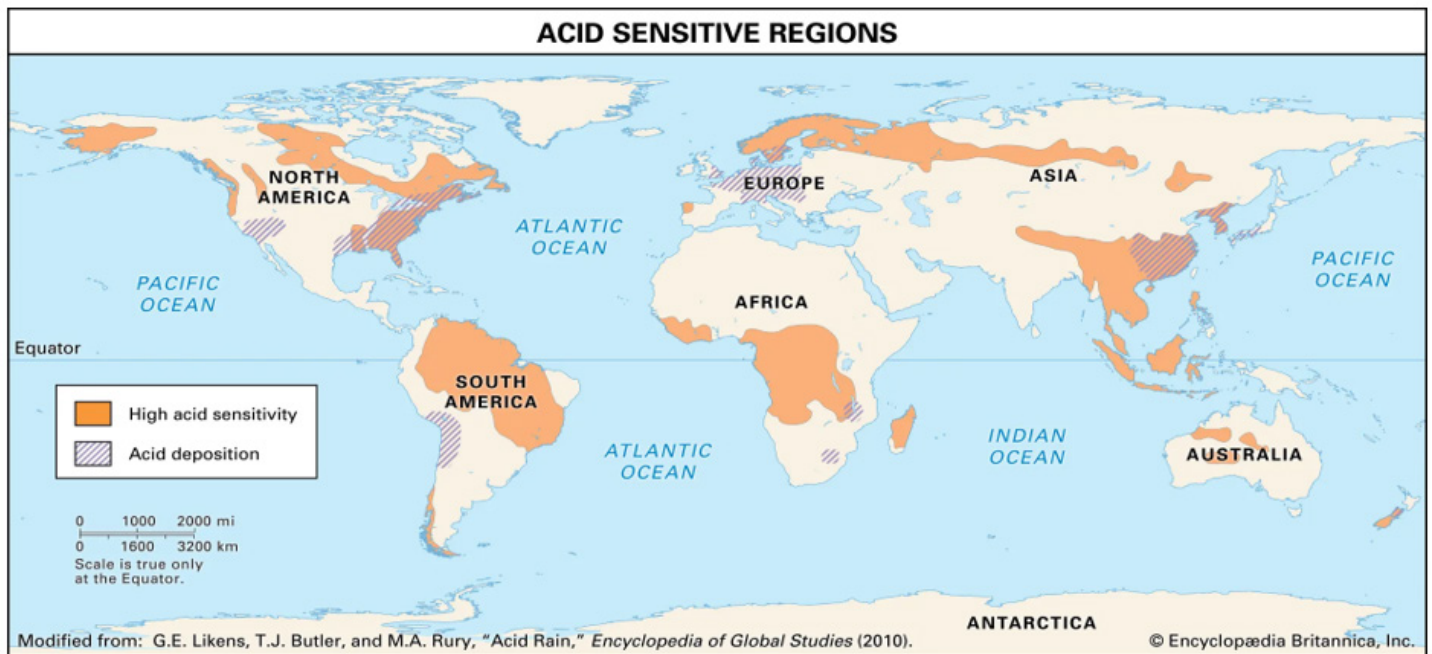 ACID SENSITIVE REGIONS
NORTH
AMERICA
EUROPE
ASIA
ATLANTIC
OCEAN
PACIFIC
OCEAN
PACIFIC
OCEAN
AFRICA
Equator
SOUTH
AMERICA
High acid sensitivity
Acid deposition
ATLANTIC
OCEAN
INDIAN
OCEAN
AUSTRALIA
0 1000 2000 mi
0 1600 3200 km
Scale is true only
at the Equator.
ANTARCTICA
Modified from: G.E. Likens, T.J. Butler, and M.A. Rury, “Acid Rain,” Encyclopedia of Global Studies (2010).
© Encyclopædia Britannica, Inc.